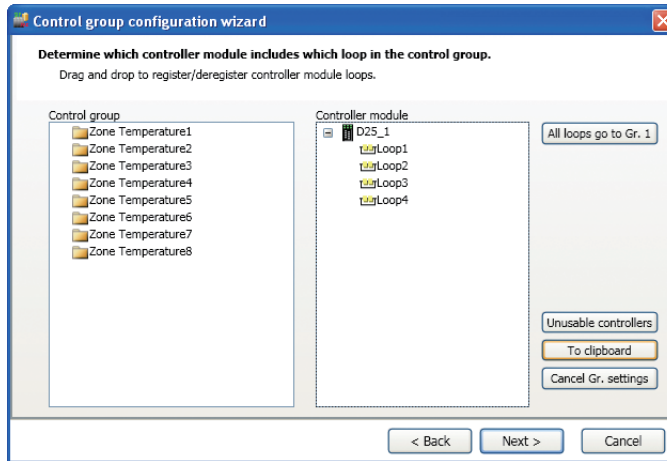 Control group configuration wizard
Determine which controller module includes which loop in the control group.
Drag and drop to register/deregister controller module loops.
Control group
Zone Temperature1
Zone Temperature2
Zone Temperature3
Zone Temperature4
Zone Temperature5
Zone Temperature6
Zone Temperature7
Zone Temperature8
Controller module
D25_1
Loop1
Loop2
Loop3
Loop4
All loops go to Gr. 1
Unusable controllers
To clipboard
Cancel Gr. settings
< Back
Next >
Cancel